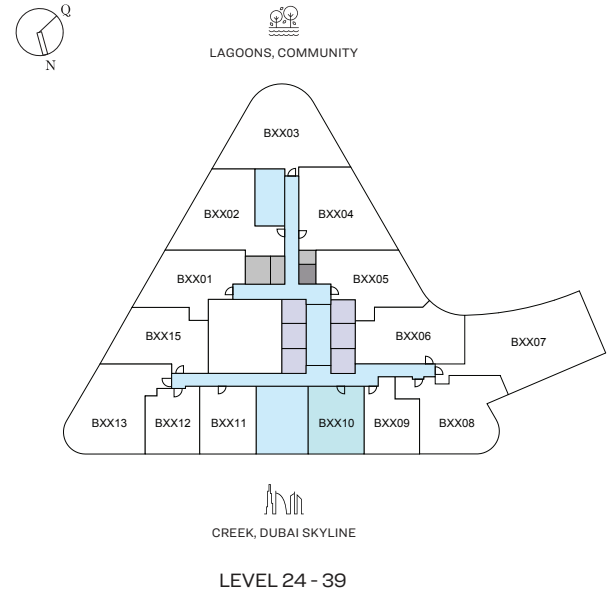 Q
N
LAGOONS, COMMUNITY
BXX03
BXX02
BXX04
BXX01
BXX05
BXX15
BXX06
BXX07
BXX13
BXX12
BXX11
BXX10
BXX09
BXX08
CREEK, DUBAI SKYLINE
LEVEL 24 - 39